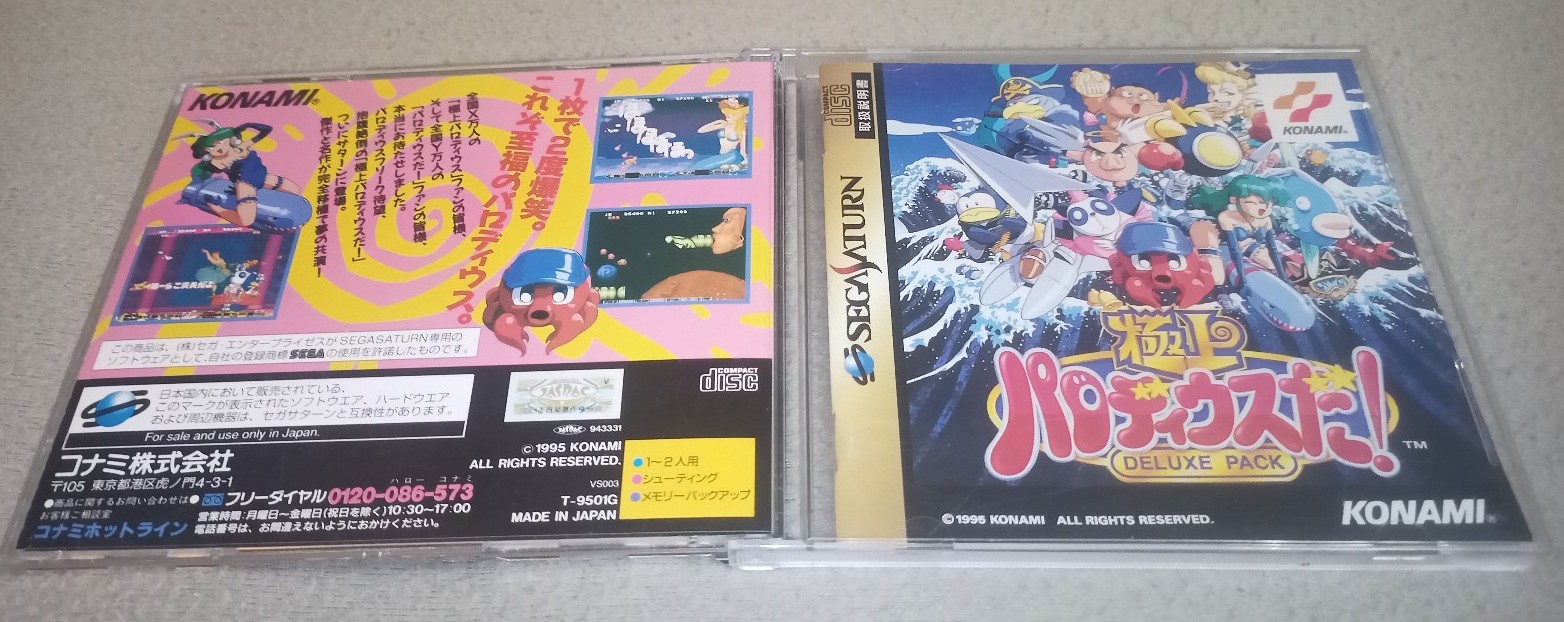 KONAMI®
1枚で2度爆笑。
これぞ至福のパロディウス。
全国X万人の
「極上パロディウス」ファンの皆様、
そして全国Y万人の
「パロディウスだ!」ファンの皆様、
本当にお待たせしました。
パロディウスフリーク待望、
抱腹絶倒の「極上パロディウスだ!」
ついにサターンに登場。
傑作と名作が完全移植で夢の共演!
この商品は、(株)セガ・エンタープライゼスがSEGASATURN専用の
ソフトウェアとして、自社の登録商標SEGAの使用を許諾したものです。
日本国内において販売されている、
このマークが表示されたソフトウエア、ハードウエア
および周辺機器は、セガサターンと互換性があります。
For sale and use only in Japan.
COMPACT
disc
943331
コナミ株式会社
〒105 東京都港区虎ノ門4-3-1
●商品に関するお問い合わせは●
お客様ご相談室
コナミホットライン
ハロー コナミ
フリーダイヤル0120-086-573
営業時間:月曜日〜金曜日(祝日を除く)10:30〜17:00
電話番号は、お間違えないようにおかけください。
©1995 KONAMI
ALL RIGHTS RESERVED.
VS003
T-9501G
MADE IN JAPAN
●1〜2人用
●シューティング
●メモリーバックアップ
COMPACT
disc
取扱説明書
SEGASATURN
KONAMI
極上
パロディウスだ!
TM
DELUXE PACK
©1995 KONAMI ALL RIGHTS RESERVED.
KONAMI®